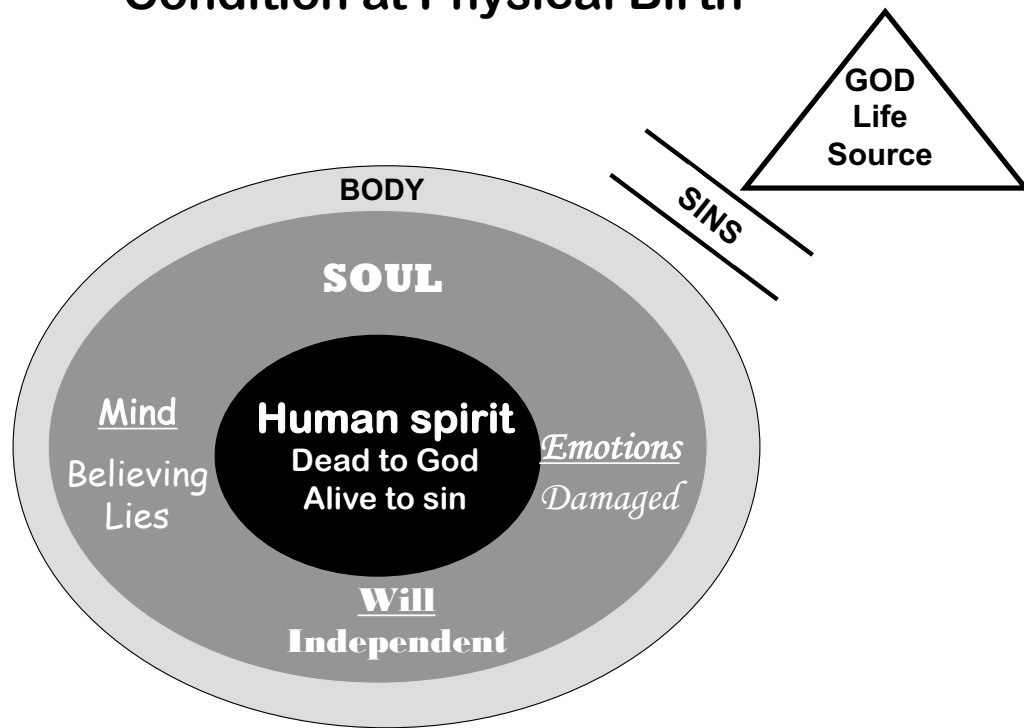 Condition at Physical Birth
GOD
Life
Source
SINS
BODY
SOUL
Mind
Believing
Lies
Human spirit
Dead to God
Alive to sin
Emotions
Damaged
Will
Independent